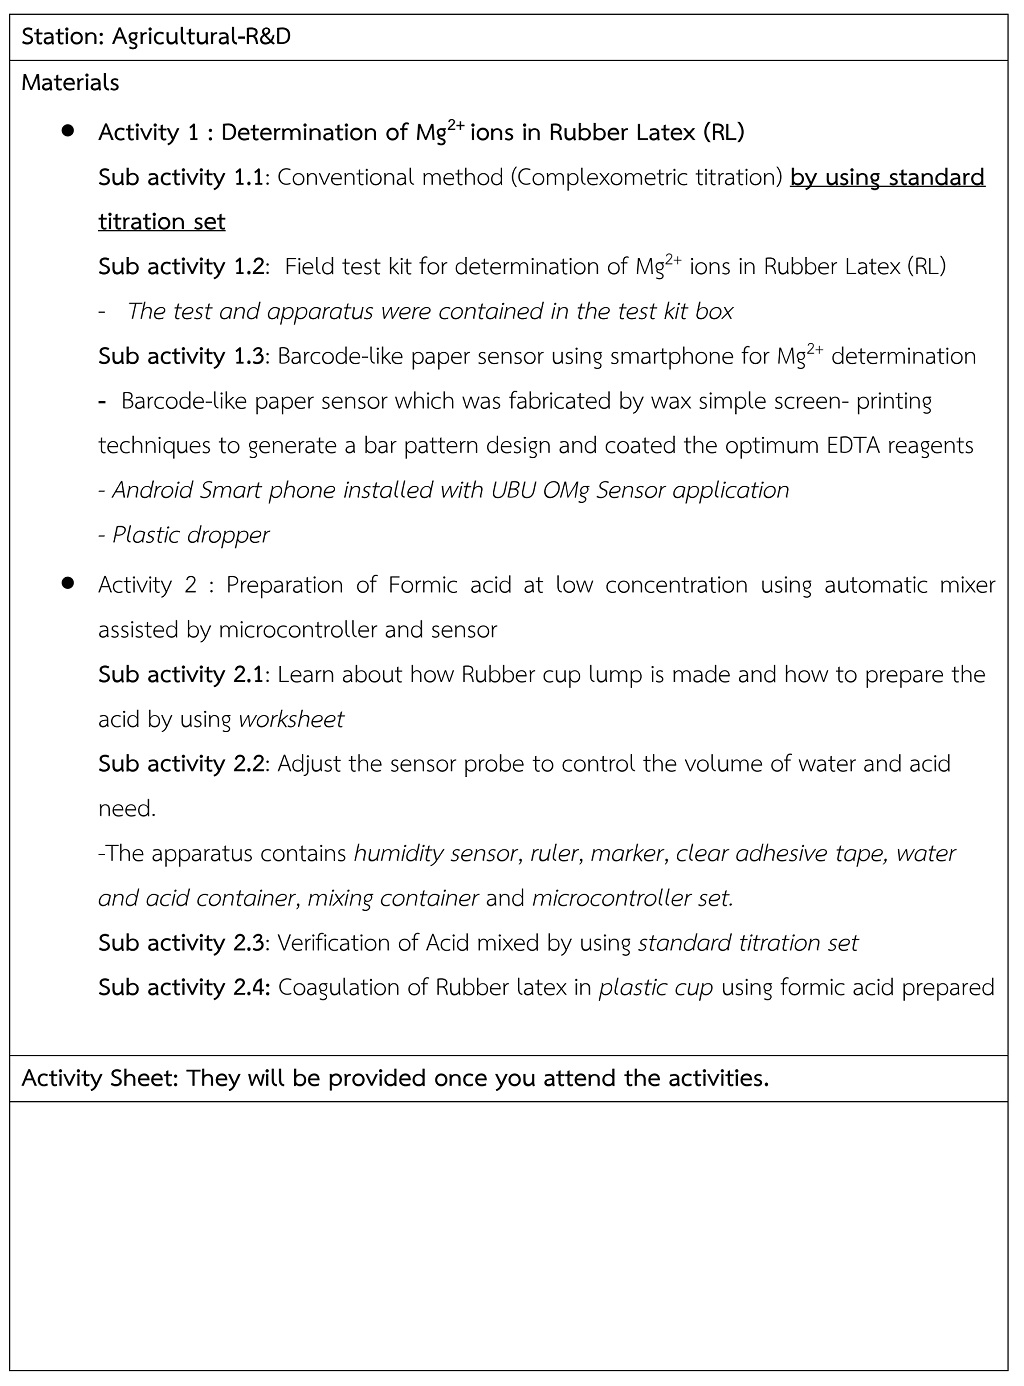 Station: Agricultural-R&D
Materials
● Activity 1 : Determination of Mg²⁺ ions in Rubber Latex (RL)
Sub activity 1.1: Conventional method (Complexometric titration) by using standard
titration set
Sub activity 1.2: Field test kit for determination of Mg²⁺ ions in Rubber Latex (RL)
- The test and apparatus were contained in the test kit box
Sub activity 1.3: Barcode-like paper sensor using smartphone for Mg²⁺ determination
- Barcode-like paper sensor which was fabricated by wax simple screen- printing
techniques to generate a bar pattern design and coated the optimum EDTA reagents
- Android Smart phone installed with UBU OMg Sensor application
- Plastic dropper
● Activity 2 : Preparation of Formic acid at low concentration using automatic mixer
assisted by microcontroller and sensor
Sub activity 2.1: Learn about how Rubber cup lump is made and how to prepare the
acid by using worksheet
Sub activity 2.2: Adjust the sensor probe to control the volume of water and acid
need.
-The apparatus contains humidity sensor, ruler, marker, clear adhesive tape, water
and acid container, mixing container and microcontroller set.
Sub activity 2.3: Verification of Acid mixed by using standard titration set
Sub activity 2.4: Coagulation of Rubber latex in plastic cup using formic acid prepared
Activity Sheet: They will be provided once you attend the activities.